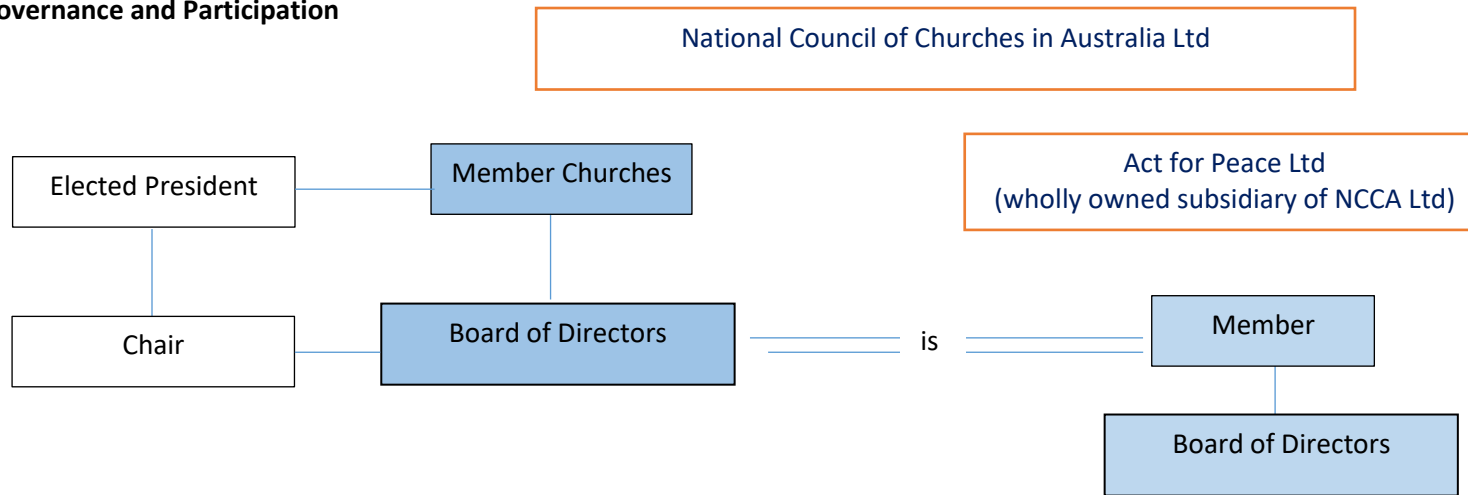 overnance and Participation
National Council of Churches in Australia Ltd
Act for Peace Ltd
(wholly owned subsidiary of NCCA Ltd)
Elected President
Member Churches
Chair
Board of Directors
is
Member
Board of Directors